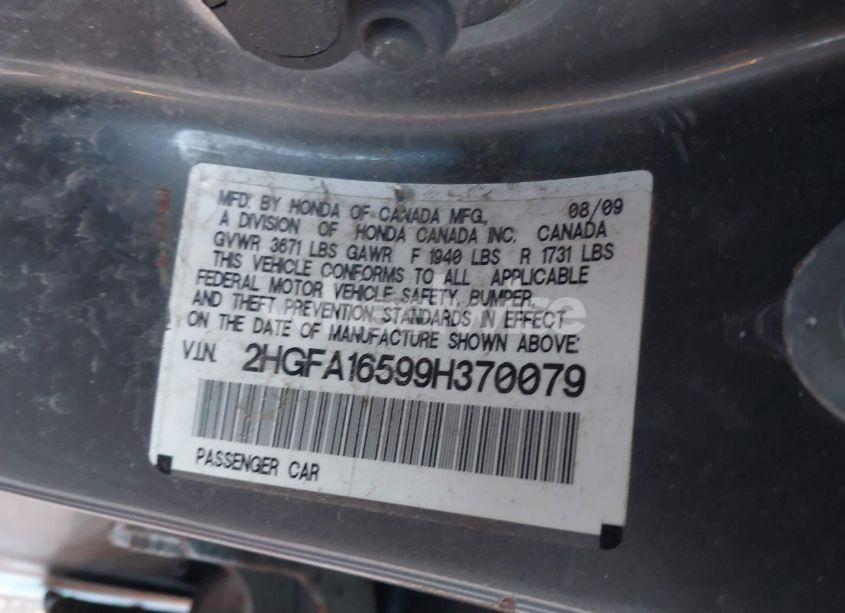 MFD. BY HONDA OF CANADA MFG., 08/09
A DIVISION OF HONDA CANADA INC. CANADA
GVWR 3671 LBS GAWR F 1940 LBS R 1731 LBS
THIS VEHICLE CONFORMS TO ALL APPLICABLE
FEDERAL MOTOR VEHICLE SAFETY, BUMPER,
AND THEFT PREVENTION STANDARDS IN EFFECT
ON THE DATE OF MANUFACTURE SHOWN ABOVE:
V.I.N. 2HGFA16599H370079
PASSENGER CAR